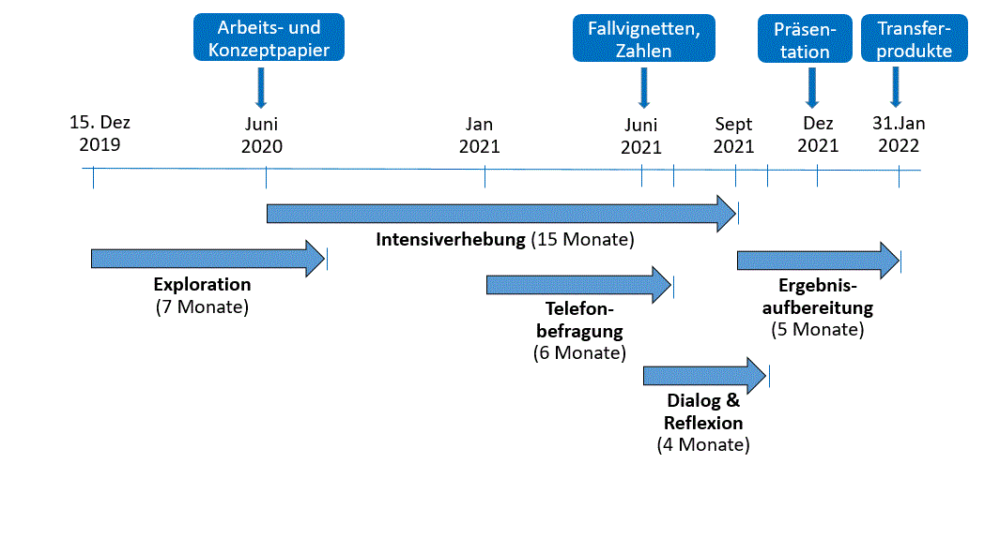 Arbeits- und
Konzeptpapier
Fallvignetten,
Zahlen
Präsen-
tation
Transfer-
produkte
15. Dez
2019
Juni
2020
Jan
2021
Juni
2021
Sept
2021
Dez
2021
31.Jan
2022
Intensiverhebung (15 Monate)
Exploration
(7 Monate)
Telefon-
befragung
(6 Monate)
Ergebnis-
aufbereitung
(5 Monate)
Dialog &
Reflexion
(4 Monate)